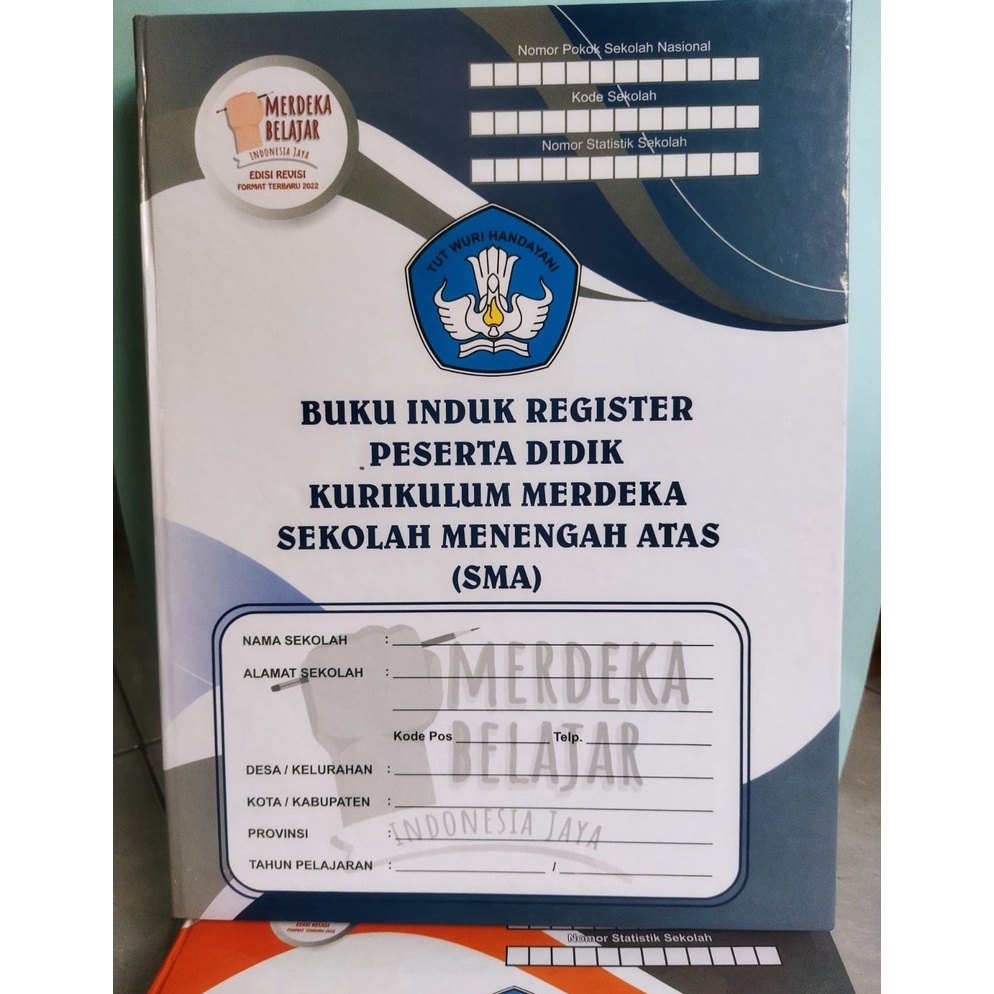 Nomor Pokok Sekolah Nasional
Kode Sekolah
Nomor Statistik Sekolah
MERDEKA
BELAJAR
INDONESIA JAYA
EDISI REVISI
FORMAT TERBARU 2022
TUT WURI HANDAYANI
BUKU INDUK REGISTER
PESERTA DIDIK
KURIKULUM MERDEKA
SEKOLAH MENENGAH ATAS
(SMA)
NAMA SEKOLAH :
ALAMAT SEKOLAH :
Kode Pos Telp.
DESA / KELURAHAN :
KOTA / KABUPATEN :
PROVINSI :
TAHUN PELAJARAN : /
MERDEKA
BELAJAR
INDONESIA JAYA
EDISI REVISI
FORMAT TERBARU 2022
Nomor Statistik Sekolah